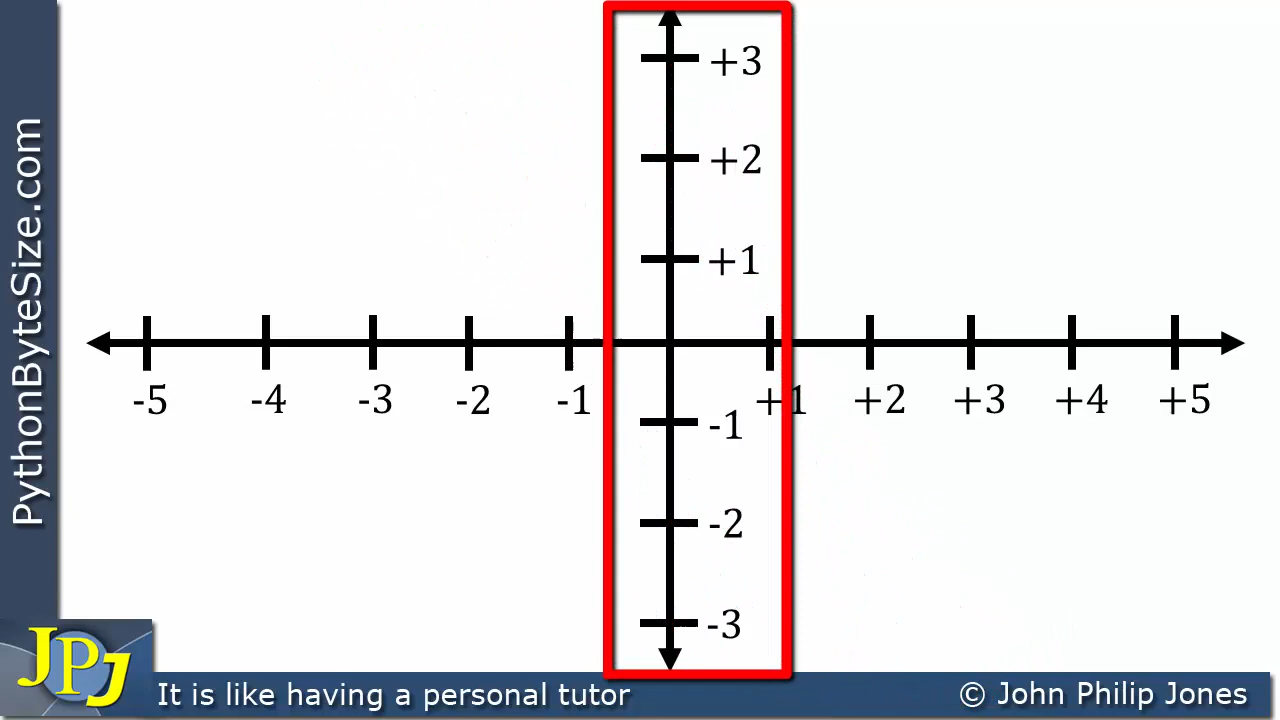 PythonByteSize.com
+3
+2
+1
-5 -4 -3 -2 -1 +1 +2 +3 +4 +5
-1
-2
-3
JPJ
It is like having a personal tutor
© John Philip Jones